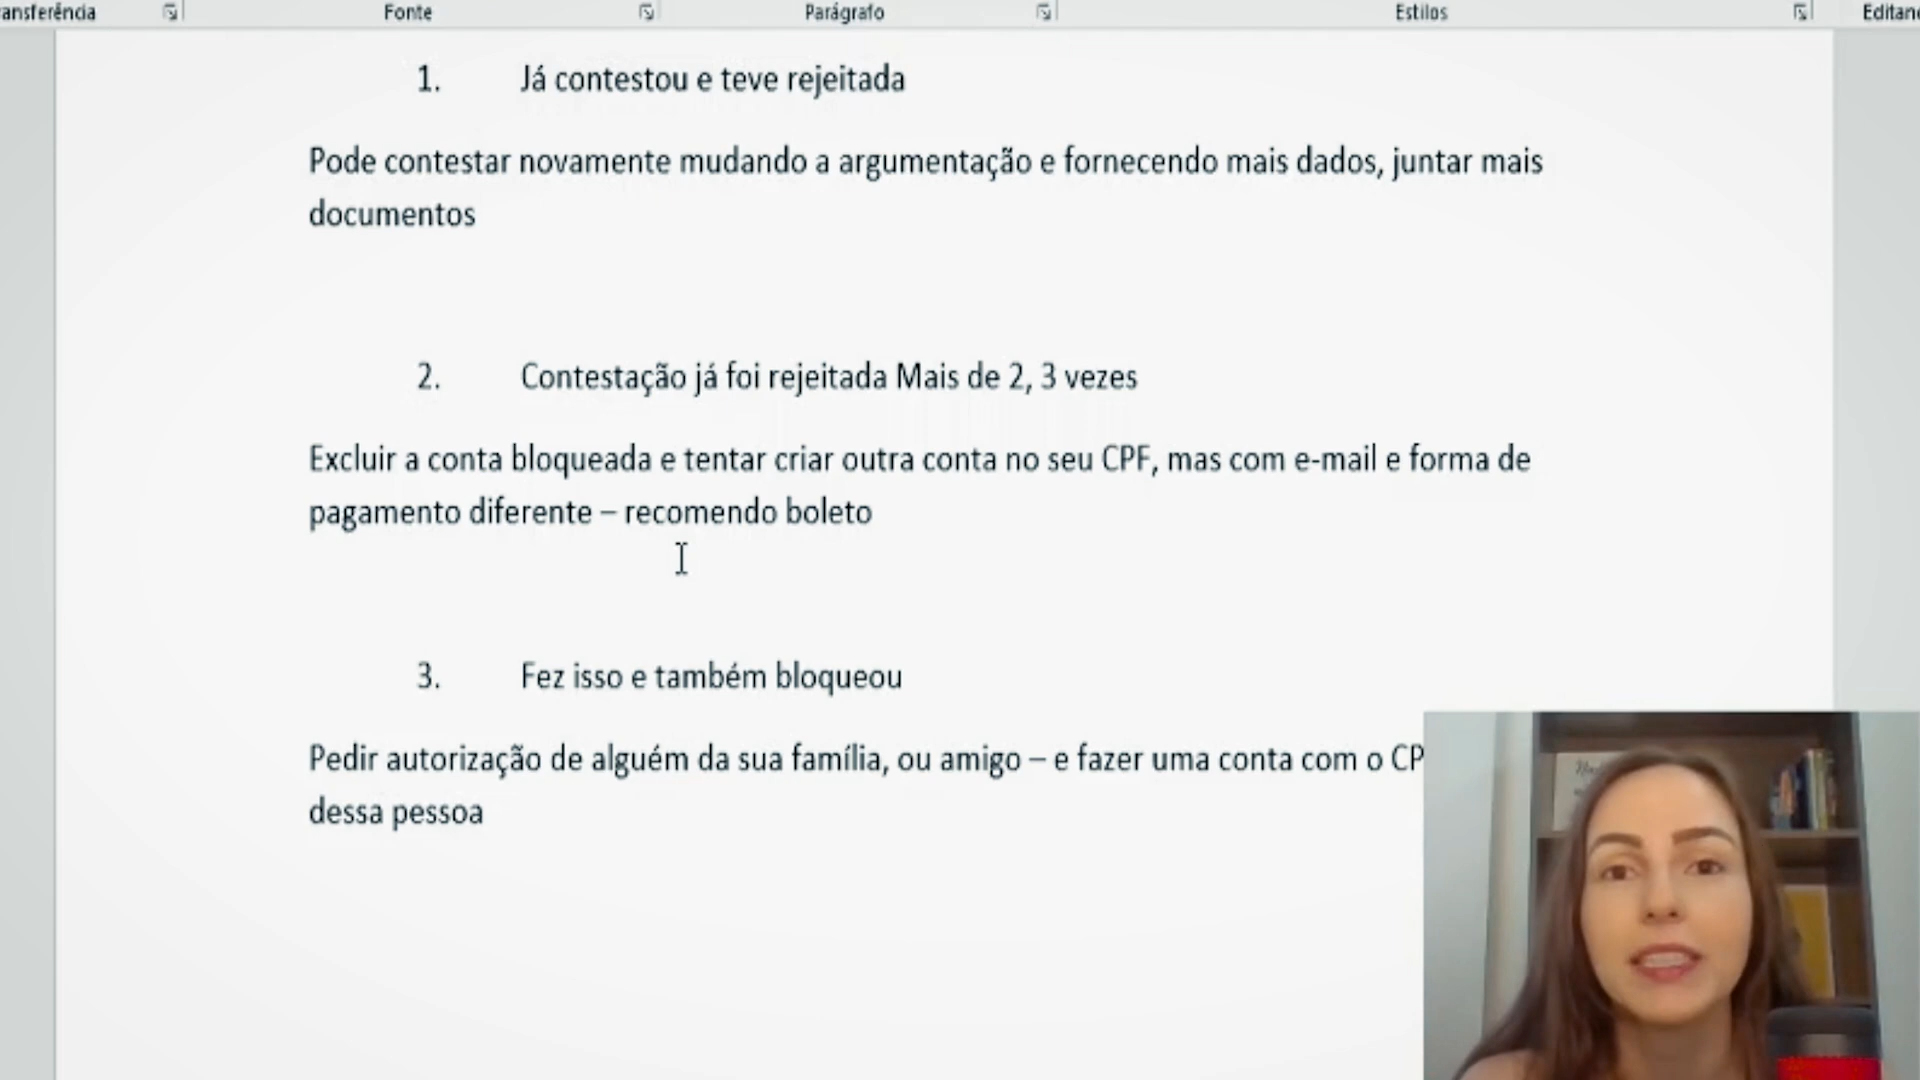 Fonte
Parágrafo
Estilos
1. Já contestou e teve rejeitada
Pode contestar novamente mudando a argumentação e fornecendo mais dados, juntar mais
documentos
2. Contestação já foi rejeitada Mais de 2, 3 vezes
Excluir a conta bloqueada e tentar criar outra conta no seu CPF, mas com e-mail e forma de
pagamento diferente – recomendo boleto
3. Fez isso e também bloqueou
Pedir autorização de alguém da sua família, ou amigo – e fazer uma conta com o
dessa pessoa